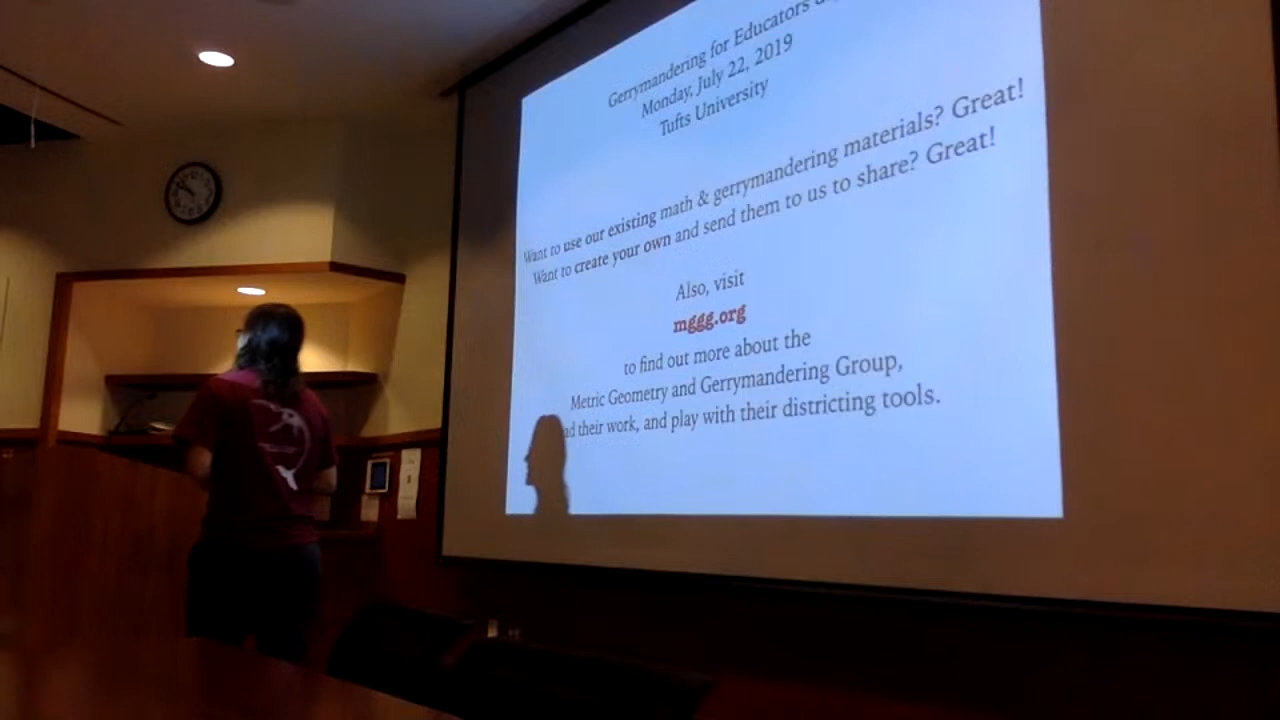 Gerrymandering for Educators
Monday, July 22, 2019
Tufts University
Want to use our existing math & gerrymandering materials? Great!
Want to create your own and send them to us to share? Great!
Also, visit
mggg.org
to find out more about the
Metric Geometry and Gerrymandering Group,
their work, and play with their districting tools.